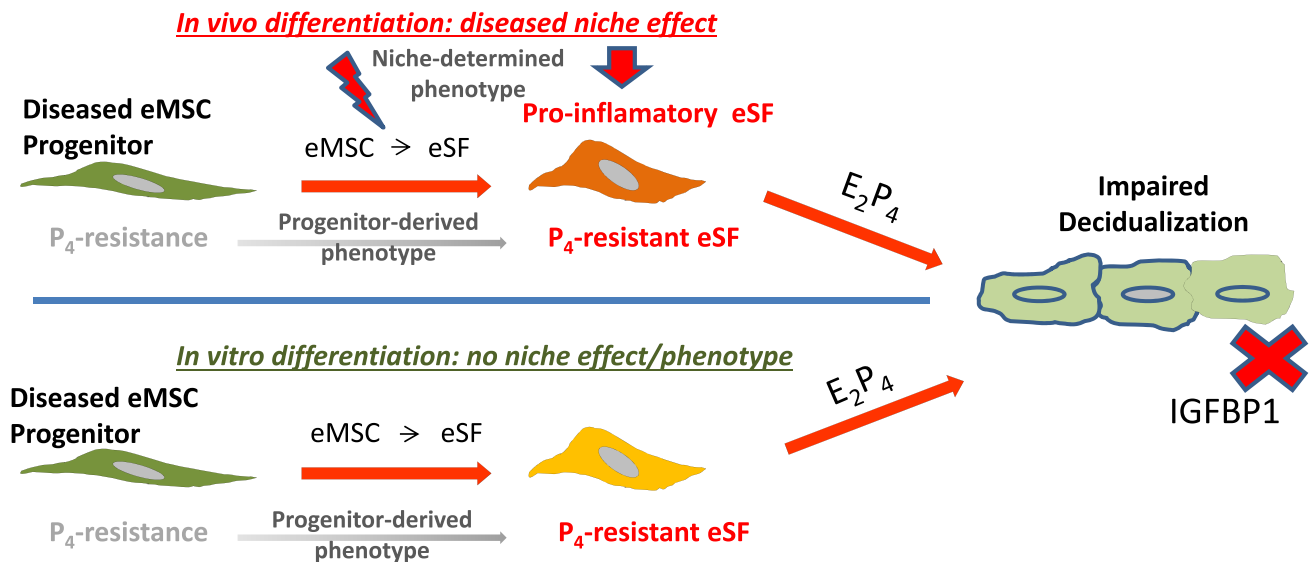 In vivo differentiation: diseased niche effect
Niche-determined
phenotype
Diseased eMSC
Progenitor
Pro-inflamatory eSF
eMSC > eSF
P₄-resistance
Progenitor-derived
phenotype
P₄-resistant eSF
E₂P₄
Impaired
Decidualization
In vitro differentiation: no niche effect/phenotype
Diseased eMSC
Progenitor
eMSC > eSF
P₄-resistance
Progenitor-derived
phenotype
P₄-resistant eSF
E₂P₄
IGFBP1